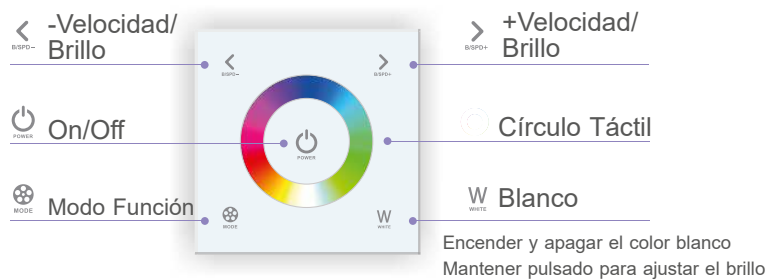 -Velocidad/
Brillo
B/SPD−
On/Off
POWER
Modo Función
MODE
B/SPD−
B/SPD+
POWER
MODE
W
WHITE
+Velocidad/
Brillo
B/SPD+
Círculo Táctil
W
WHITE
Blanco
Encender y apagar el color blanco
Mantener pulsado para ajustar el brillo